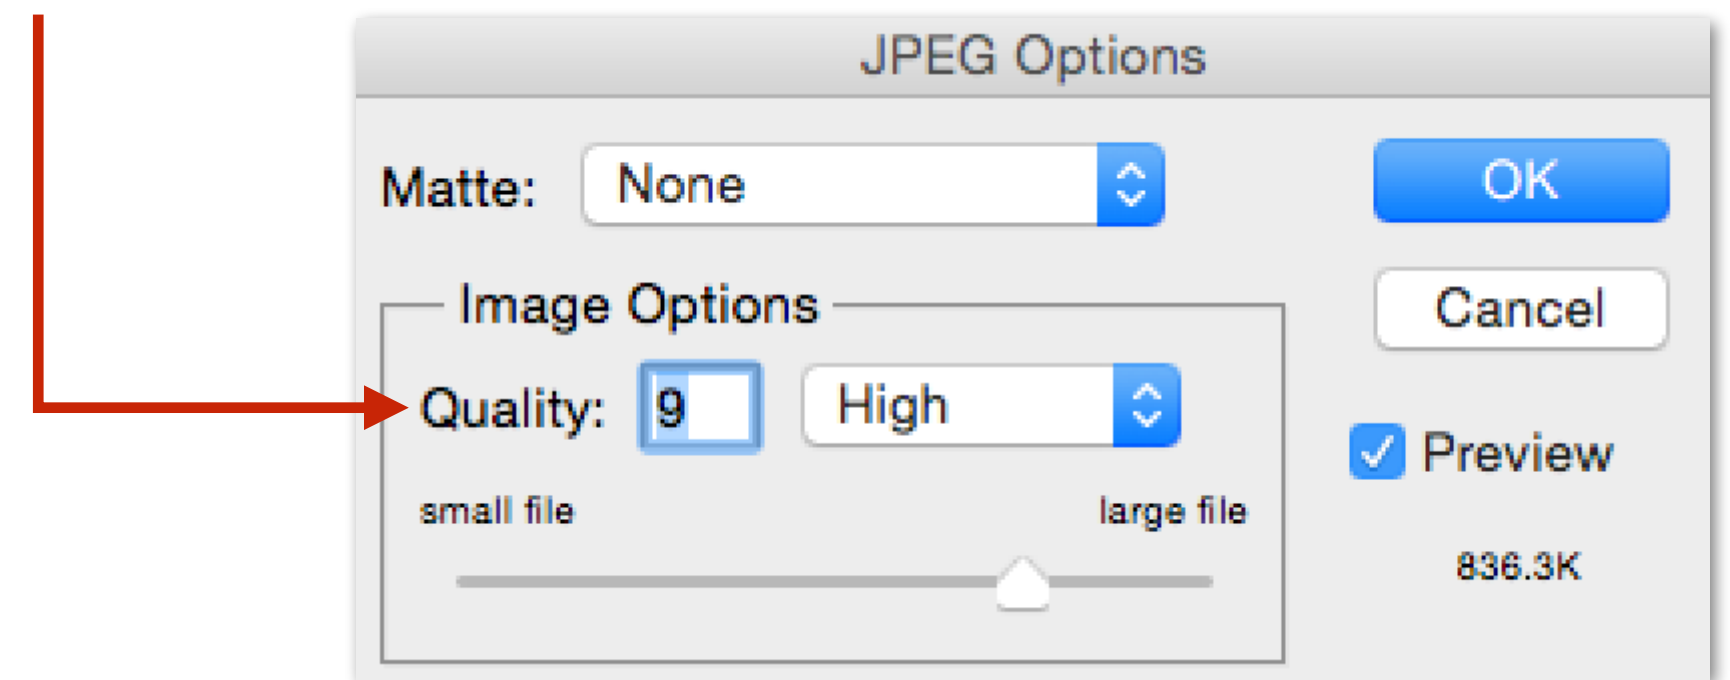 JPEG Options
Matte: None
OK
Image Options
Cancel
Quality: 9 High
Preview
small file large file
836.3K